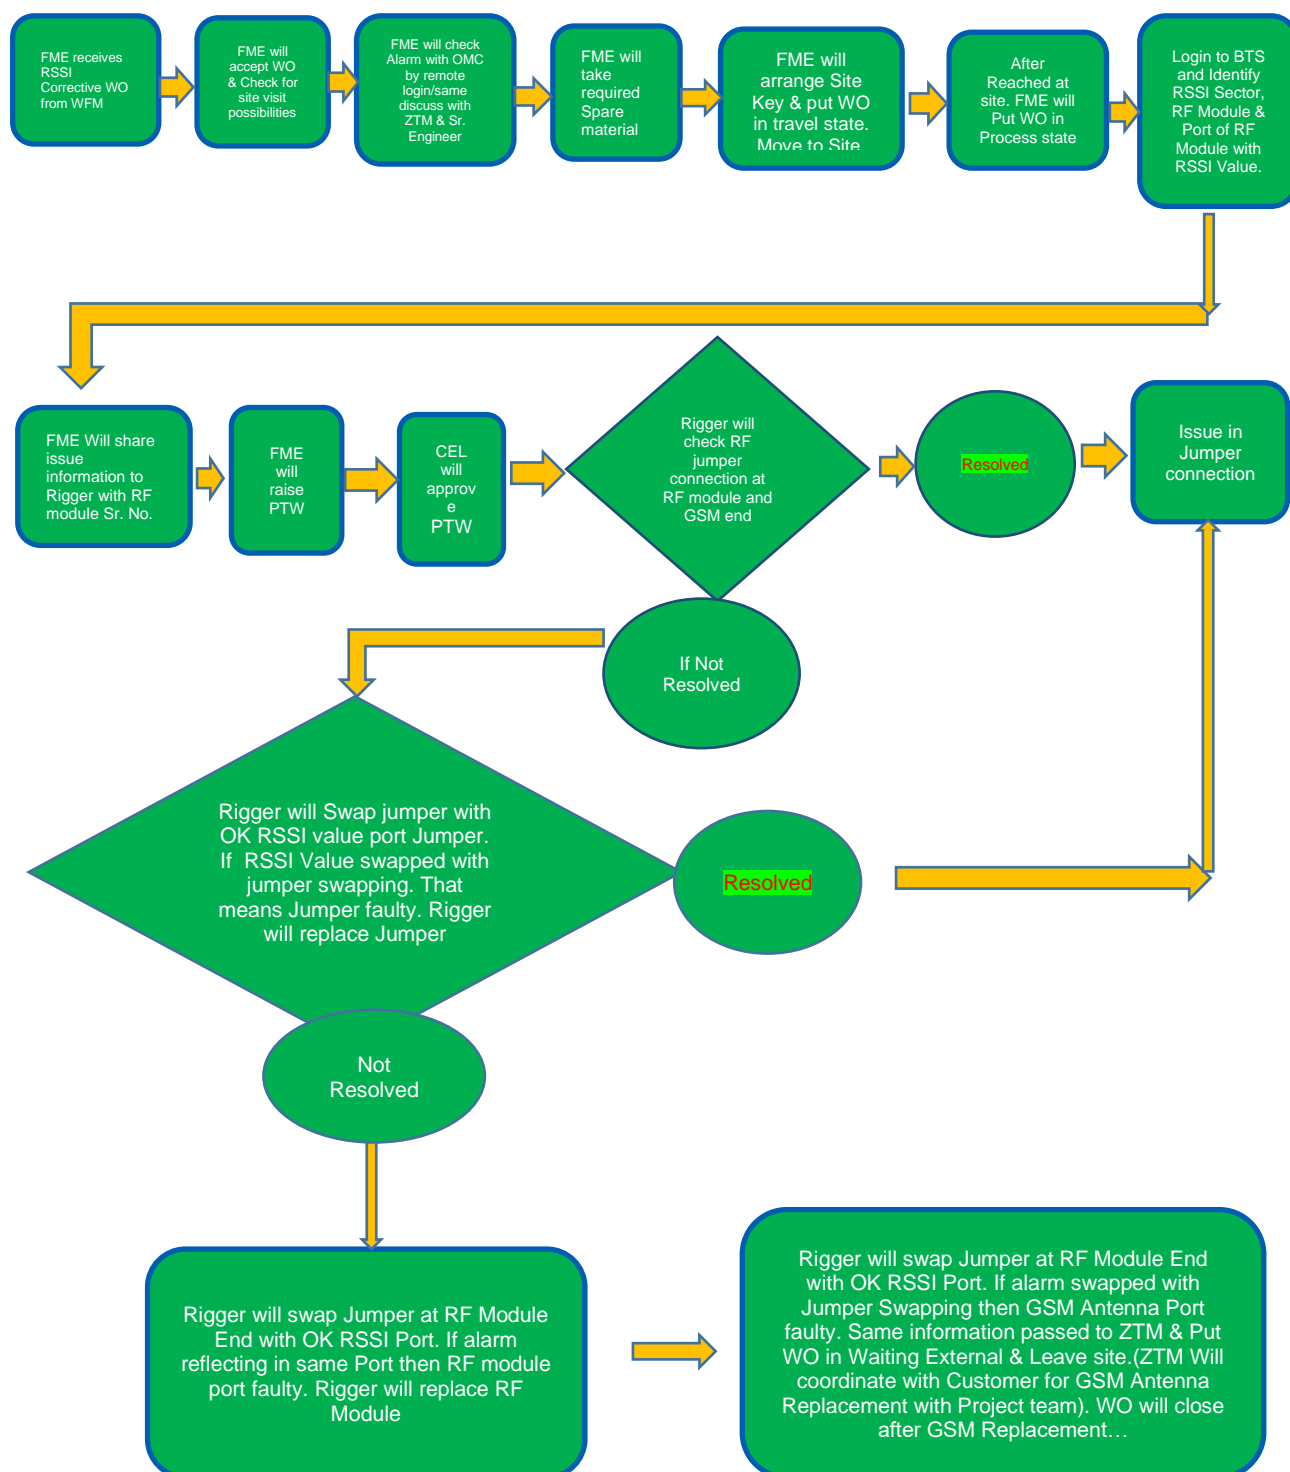 FME receives
RSSI
Corrective WO
from WFM
FME will
accept WO
& Check for
site visit
possibilities
FME will check
Alarm with OMC
by remote
login/same
discuss with
ZTM & Sr.
Engineer
FME will
take
required
Spare
material
FME will
arrange Site
Key & put WO
in travel state.
Move to Site
After
Reached at
site. FME will
Put WO in
Process state
Login to BTS
and Identify
RSSI Sector,
RF Module &
Port of RF
Module with
RSSI Value.
FME Will share
issue
information to
Rigger with RF
module Sr. No.
FME
will
raise
PTW
CEL
will
approv
e
PTW
Rigger will
check RF
jumper
connection at
RF module and
GSM end
Resolved
Issue in
Jumper
connection
If Not
Resolved
Rigger will Swap jumper with
OK RSSI value port Jumper.
If RSSI Value swapped with
jumper swapping. That
means Jumper faulty. Rigger
will replace Jumper
Resolved
Not
Resolved
Rigger will swap Jumper at RF Module
End with OK RSSI Port. If alarm
reflecting in same Port then RF module
port faulty. Rigger will replace RF
Module
Rigger will swap Jumper at RF Module End
with OK RSSI Port. If alarm swapped with
Jumper Swapping then GSM Antenna Port
faulty. Same information passed to ZTM & Put
WO in Waiting External & Leave site.(ZTM Will
coordinate with Customer for GSM Antenna
Replacement with Project team). WO will close
after GSM Replacement…